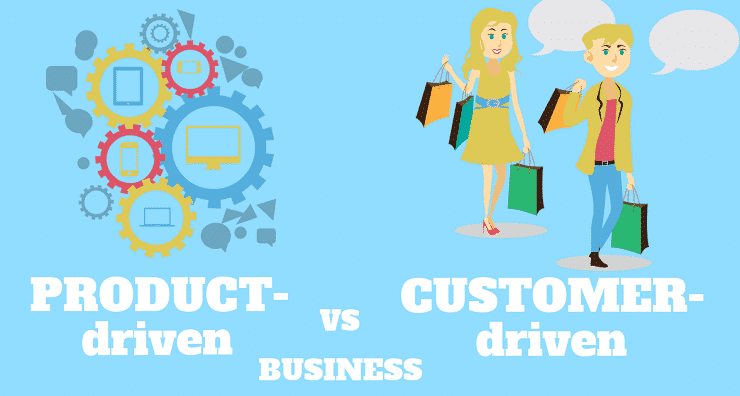 PRODUCT-
driven
vs
CUSTOMER-
driven
BUSINESS